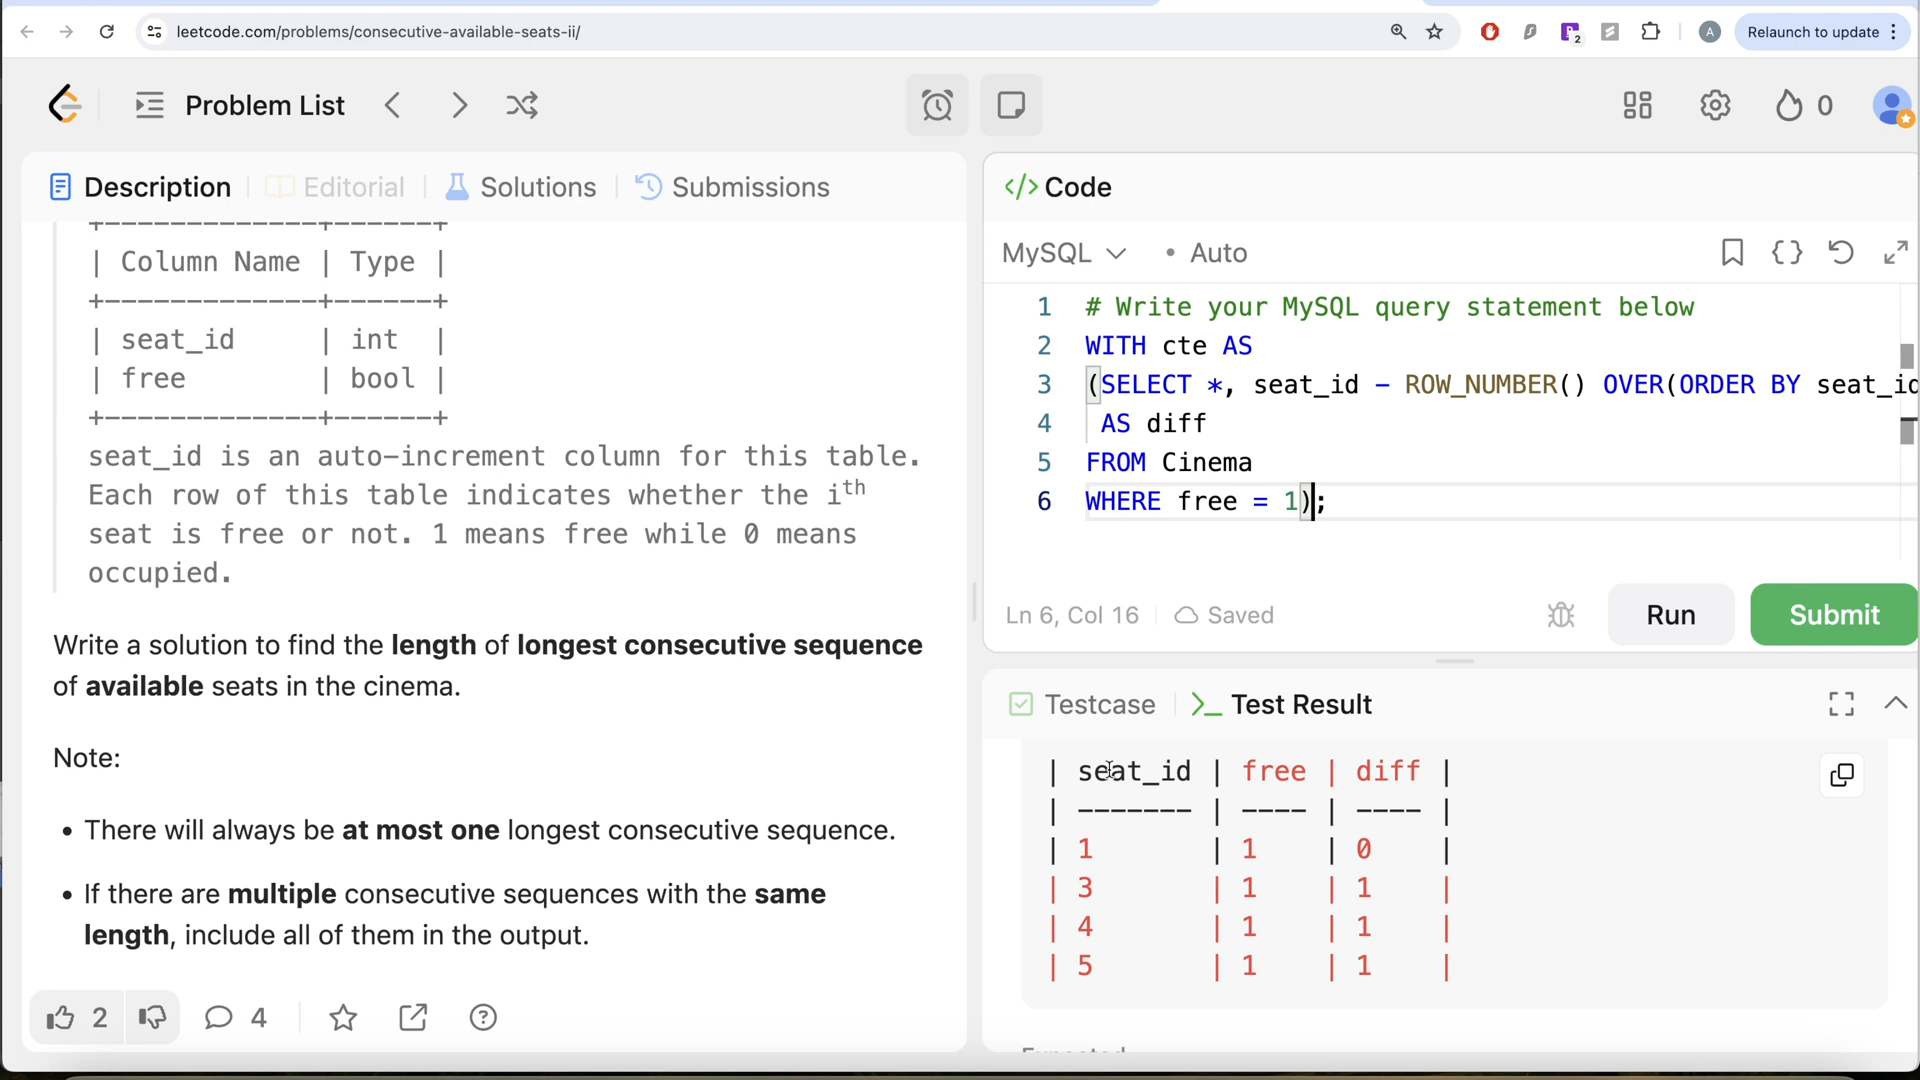 leetcode.com/problems/consecutive-available-seats-ii/
2
A
Relaunch to update
Problem List
0
Description
Editorial
Solutions
Submissions
+-------------+------+
| Column Name | Type |
+-------------+------+
| seat_id | int |
| free | bool |
+-------------+------+
seat_id is an auto-increment column for this table.
Each row of this table indicates whether the ith
seat is free or not. 1 means free while 0 means
occupied.
Write a solution to find the length of longest consecutive sequence
of available seats in the cinema.
Note:
• There will always be at most one longest consecutive sequence.
• If there are multiple consecutive sequences with the same
length, include all of them in the output.
2
4
</> Code
MySQL
• Auto
1 # Write your MySQL query statement below
2 WITH cte AS
3 (SELECT *, seat_id - ROW_NUMBER() OVER(ORDER BY seat_id
4 AS diff
5 FROM Cinema
6 WHERE free = 1);
Ln 6, Col 16
Saved
Run
Submit
Testcase
Test Result
| seat_id | free | diff |
| ------- | ---- | ---- |
| 1 | 1 | 0 |
| 3 | 1 | 1 |
| 4 | 1 | 1 |
| 5 | 1 | 1 |